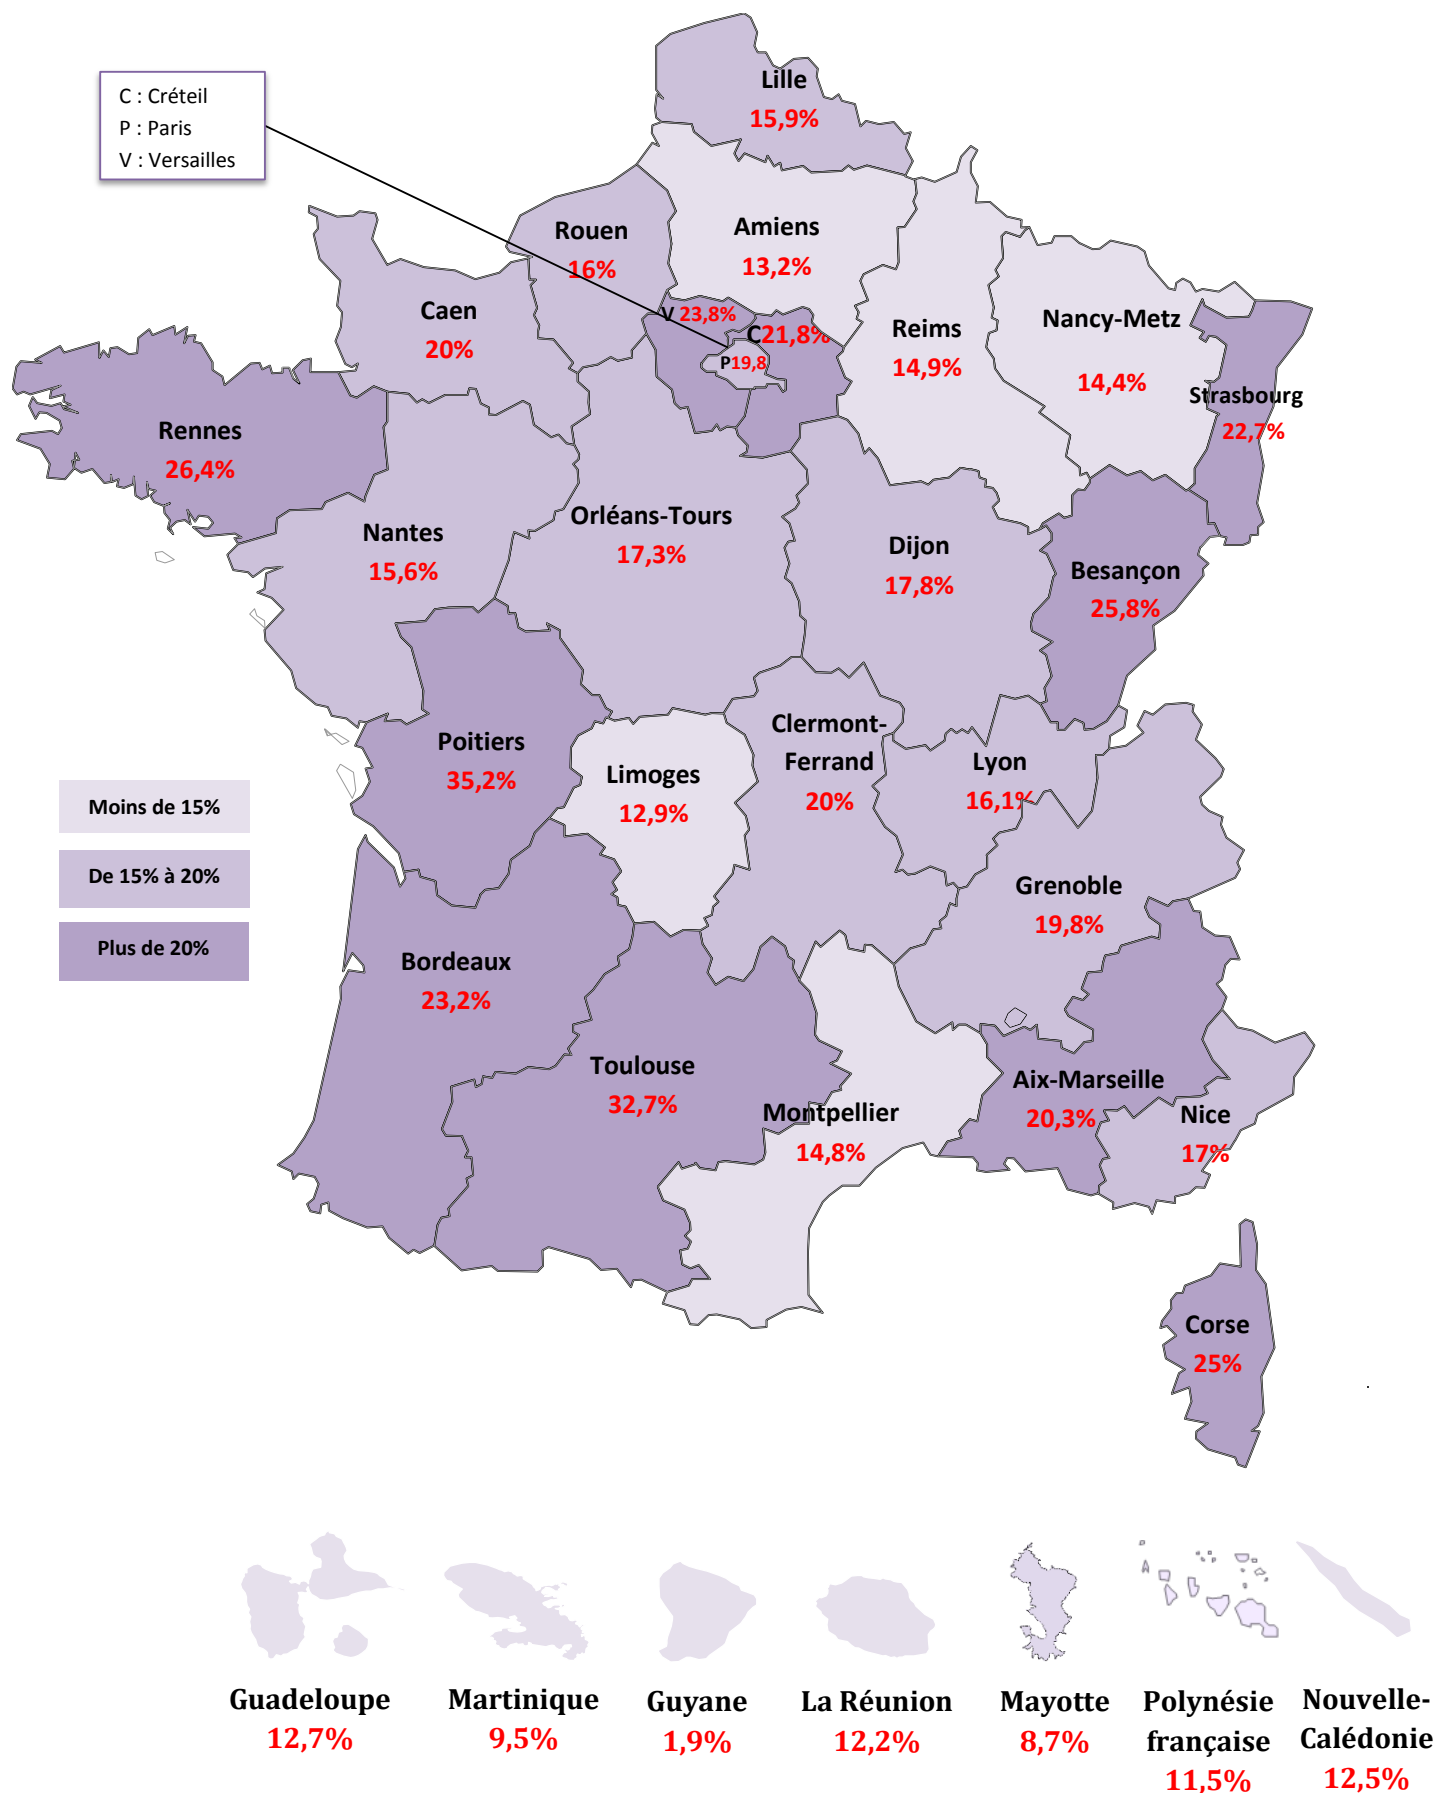 C : Créteil
P : Paris
V : Versailles
Lille
15,9%
Rouen
16%
Amiens
13,2%
Caen
20%
V 23,8%
C21,8%
P19,8
Reims
14,9%
Nancy-Metz
14,4%
Strasbourg
22,7%
Rennes
26,4%
Nantes
15,6%
Orléans-Tours
17,3%
Dijon
17,8%
Besançon
25,8%
Poitiers
35,2%
Limoges
12,9%
Clermont-
Ferrand
20%
Lyon
16,1%
Moins de 15%
De 15% à 20%
Plus de 20%
Grenoble
19,8%
Bordeaux
23,2%
Toulouse
32,7%
Montpellier
14,8%
Aix-Marseille
20,3%
Nice
17%
Corse
25%
Guadeloupe
12,7%
Martinique
9,5%
Guyane
1,9%
La Réunion
12,2%
Mayotte
8,7%
Polynésie
française
11,5%
Nouvelle-
Calédonie
12,5%